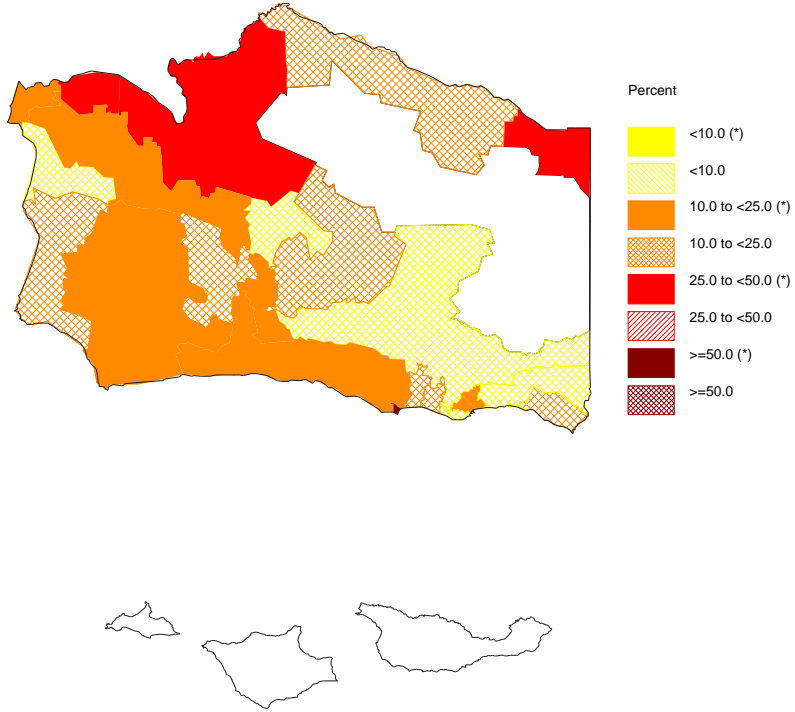 Percent
<10.0 (*)
<10.0
10.0 to <25.0 (*)
10.0 to <25.0
25.0 to <50.0 (*)
25.0 to <50.0
>=50.0 (*)
>=50.0